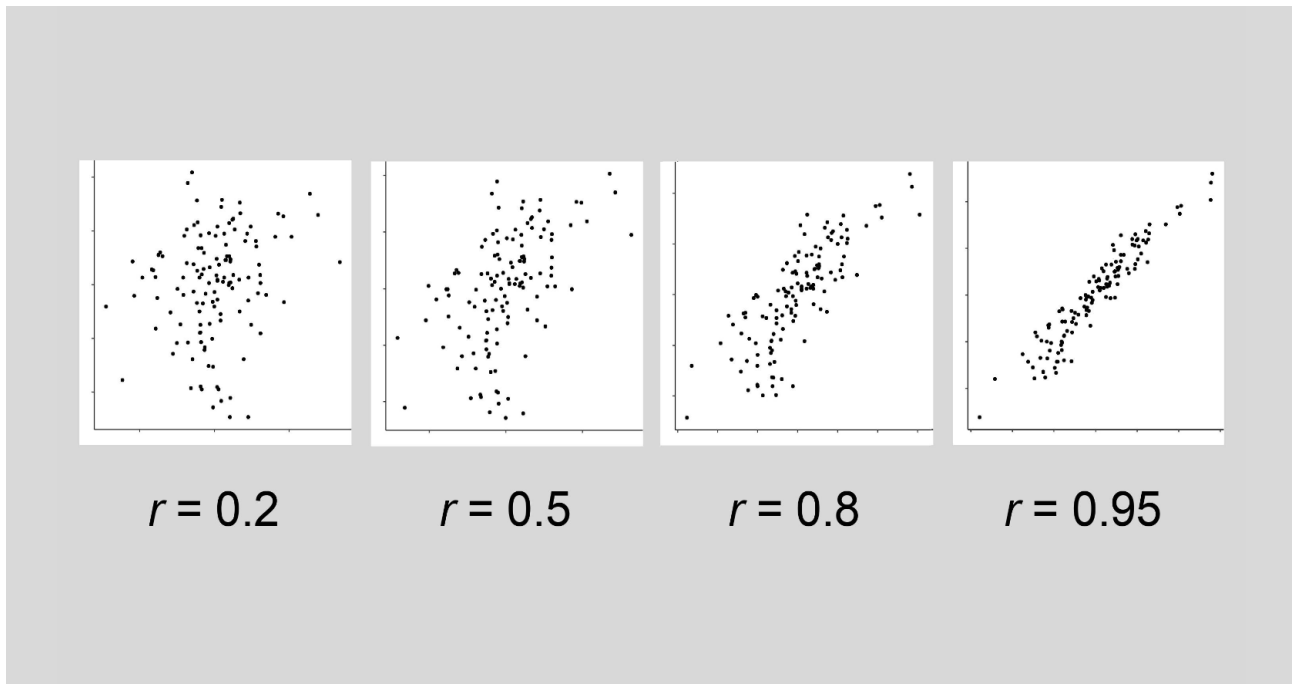 r = 0.2
r = 0.5
r = 0.8
r = 0.95